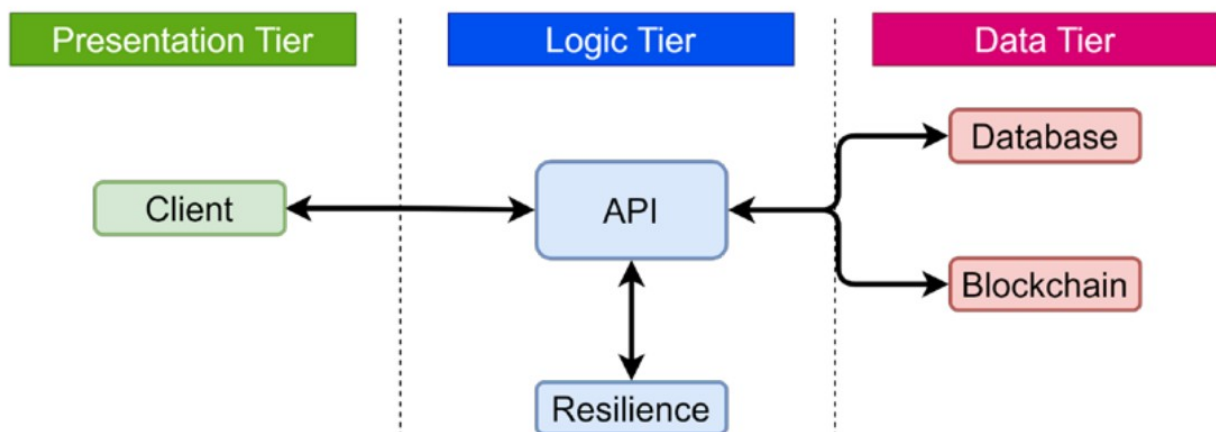 Presentation Tier
Logic Tier
Data Tier
Database
Client
API
Blockchain
Resilience